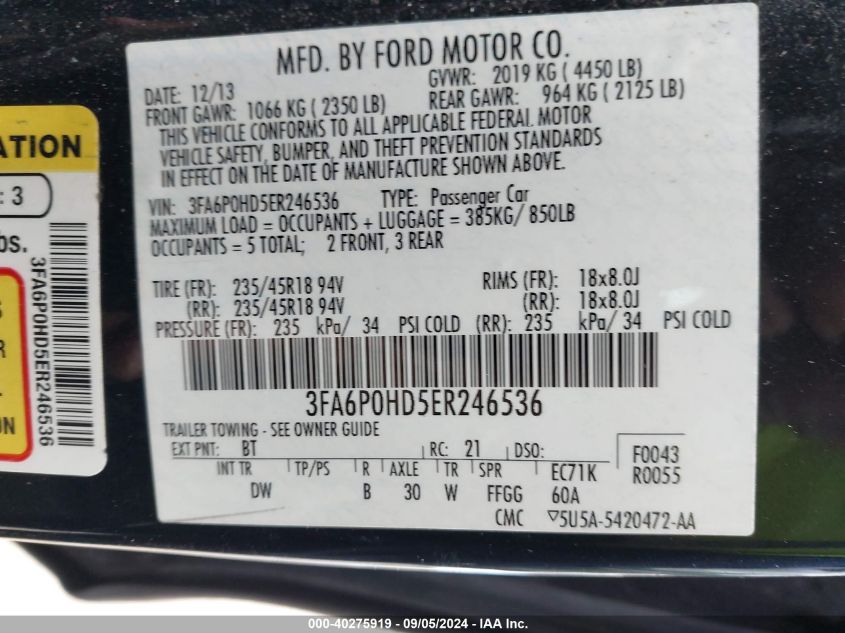 MFD. BY FORD MOTOR CO.
DATE: 12/13 GVWR: 2019 KG ( 4450 LB)
FRONT GAWR: 1066 KG ( 2350 LB) REAR GAWR: 964 KG ( 2125 LB)
THIS VEHICLE CONFORMS TO ALL APPLICABLE FEDERAL MOTOR
VEHICLE SAFETY, BUMPER, AND THEFT PREVENTION STANDARDS
IN EFFECT ON THE DATE OF MANUFACTURE SHOWN ABOVE.
VIN: 3FA6P0HD5ER246536 TYPE: Passenger Car
MAXIMUM LOAD = OCCUPANTS + LUGGAGE = 385KG/ 850LB
OCCUPANTS = 5 TOTAL; 2 FRONT, 3 REAR
TIRE (FR): 235/45R18 94V RIMS (FR): 18x8.0J
(RR): 235/45R18 94V (RR): 18x8.0J
PRESSURE (FR): 235 kPa/ 34 PSI COLD (RR): 235 kPa/ 34 PSI COLD
3FA6P0HD5ER246536
TRAILER TOWING - SEE OWNER GUIDE
EXT PNT: BT RC: 21 DSO: F0043
INT TR TP/PS R AXLE TR SPR EC71K R0055
DW B 30 W FFGG 60A
CMC 5U5A-5420472-AA
ATION
: 3
bs.
3FA6P0HD5ER246536
S
R
L
ON
000-40275919 - 09/05/2024 - IAA Inc.